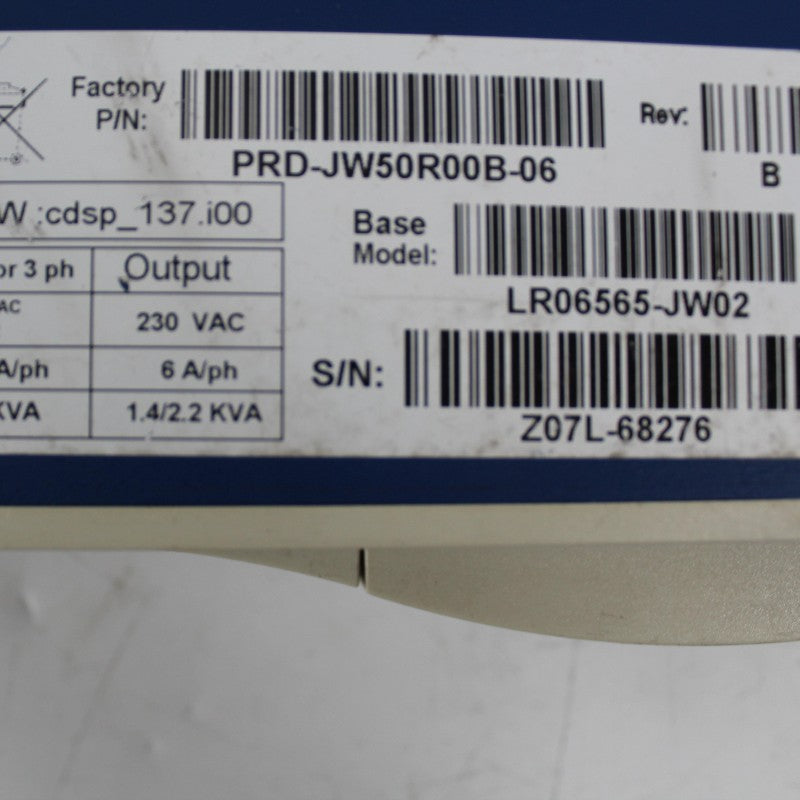 Factory
P/N:
PRD-JW50R00B-06
Rev:
B
W :cdsp_137.i00
Base
Model:
LR06565-JW02
or 3 ph Output
AC
230 VAC
A/ph 6 A/ph
KVA 1.4/2.2 KVA
S/N:
Z07L-68276